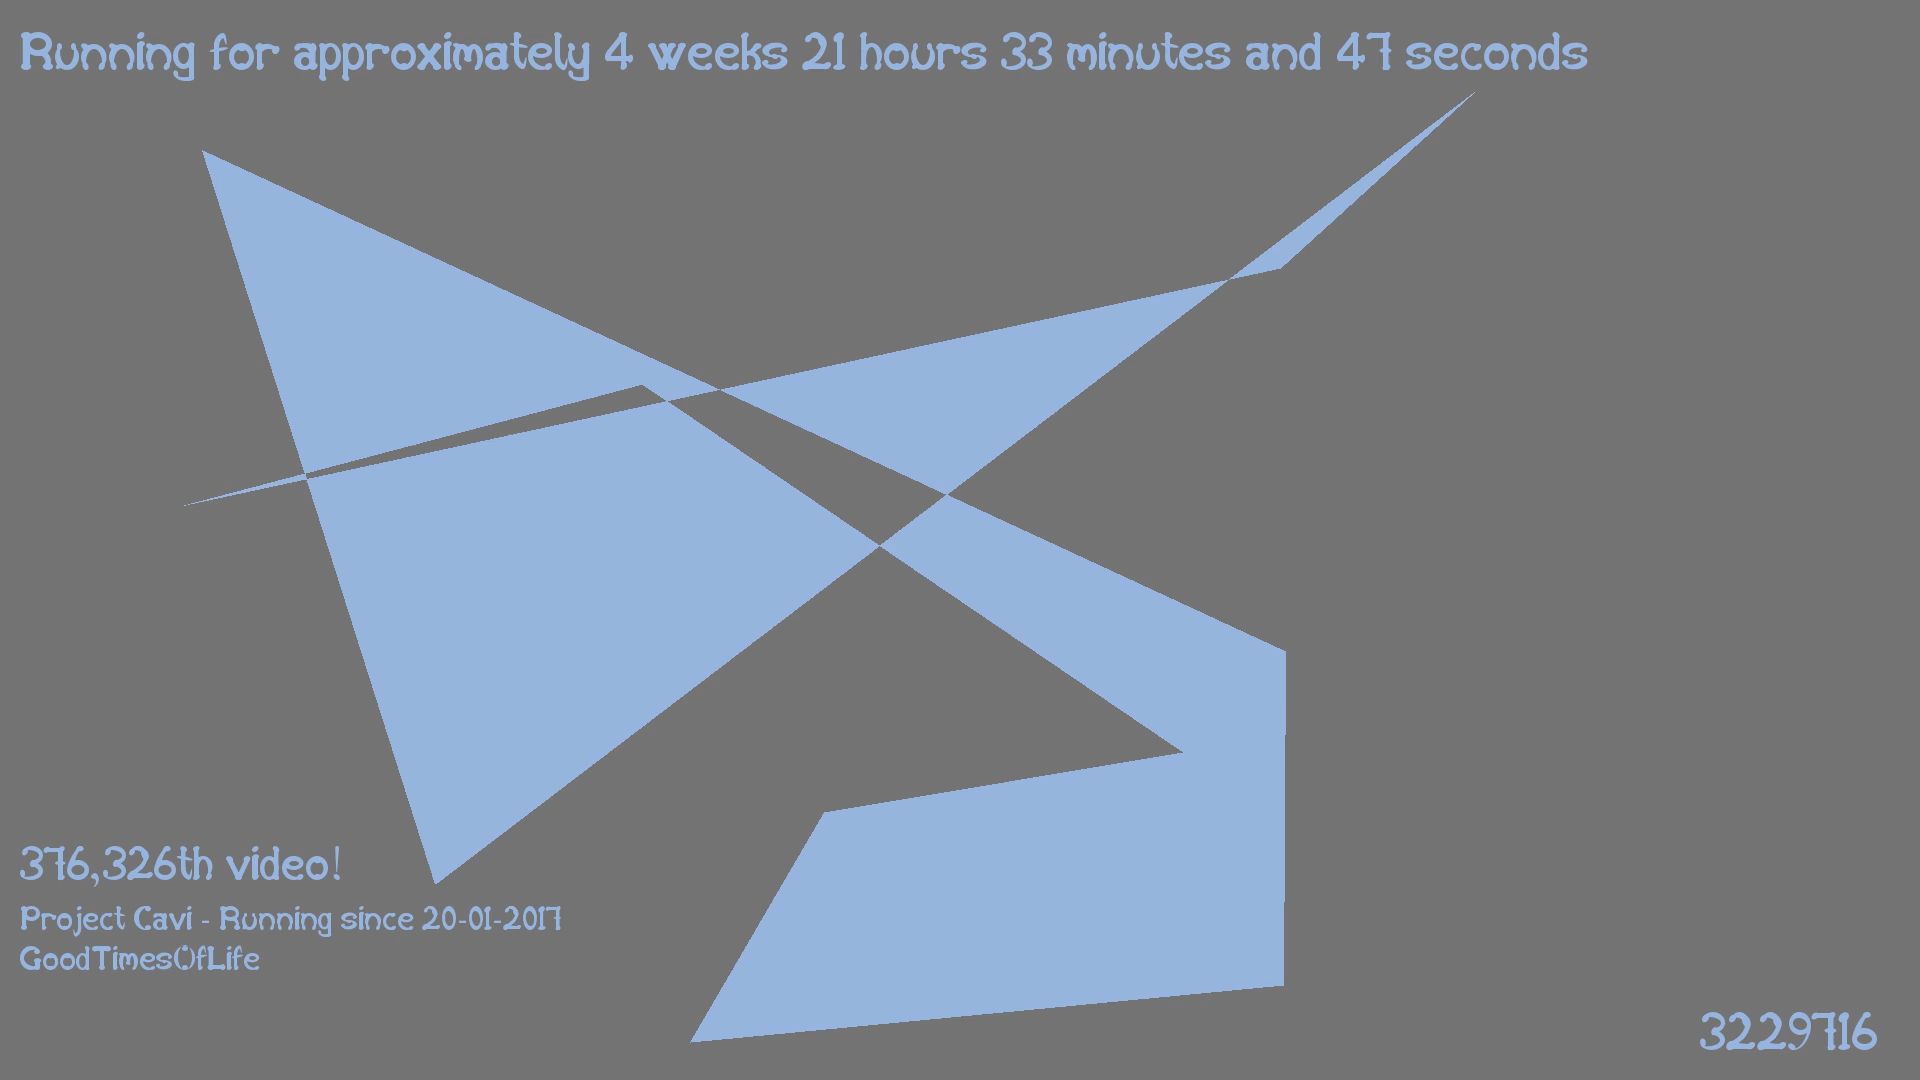 Running for approximately 4 weeks 21 hours 33 minutes and 47 seconds
376,326th video!
Project Cavi - Running since 20-01-2017
GoodTimesOfLife
3229716